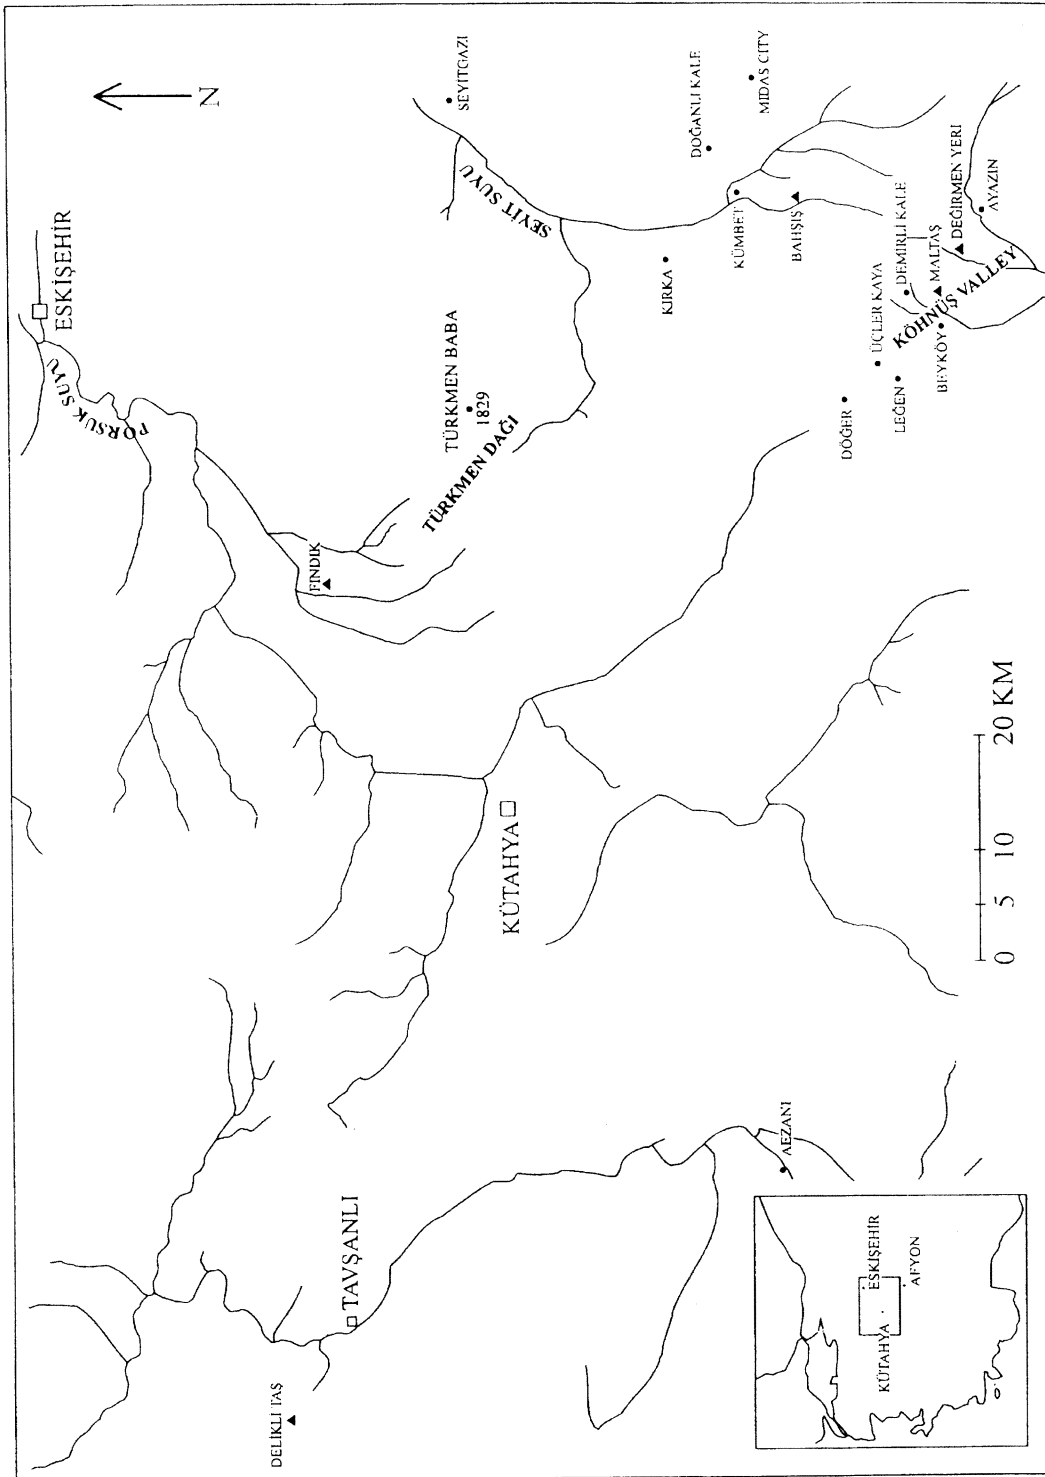 ESKİŞEHİR
PORSUK SUYU
N
DELİKLİ TAŞ
FINDIK
TAVŞANLI
TÜRKMEN BABA
1829
TÜRKMEN DAĞI
SEYİTGAZİ
SEYİT SUYU
KÜTAHYA
KIRKA
DOĞANLI KALE
MIDAS CITY
KÜMBET
BAHŞIŞ
AEZANI
DÖĞER
ÜÇLER KAYA
LEĞEN
DEMİRLİ KALE
BEYKÖY
MALTAŞ
KÖHNÜŞ VALLEY
DEĞİRMEN YERİ
AYAZIN
0 5 10 20 KM
ESKİŞEHİR
KÜTAHYA
AFYON